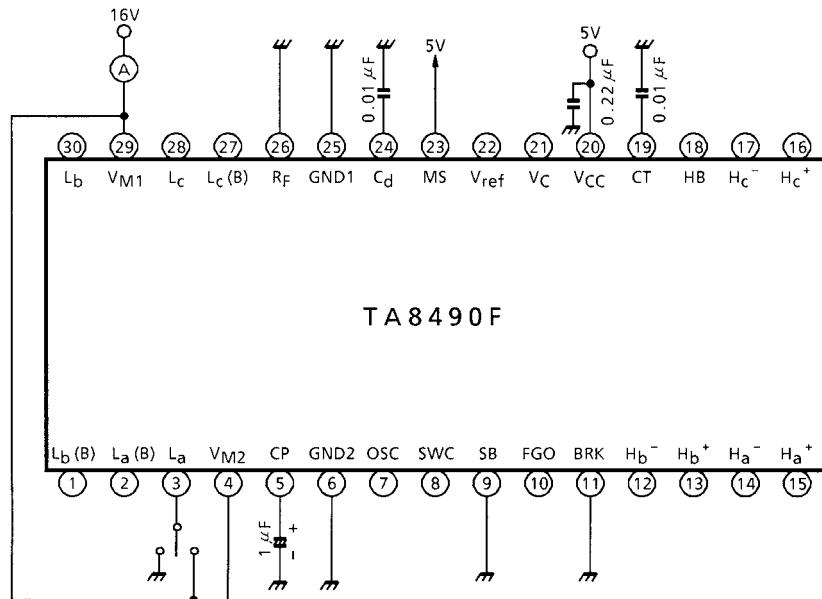 16V
A
5V
5V
0.01 μF
0.22 μF
0.01 μF
30 29 28 27 26 25 24 23 22 21 20 19 18 17 16
Lb VM1 Lc Lc (B) RF GND1 Cd MS Vref VC VCC CT HB Hc⁻ Hc⁺
TA8490F
Lb (B) La (B) La VM2 CP GND2 OSC SWC SB FGO BRK Hb⁻ Hb⁺ Ha⁻ Ha⁺
1 2 3 4 5 6 7 8 9 10 11 12 13 14 15
1 μF
+
−